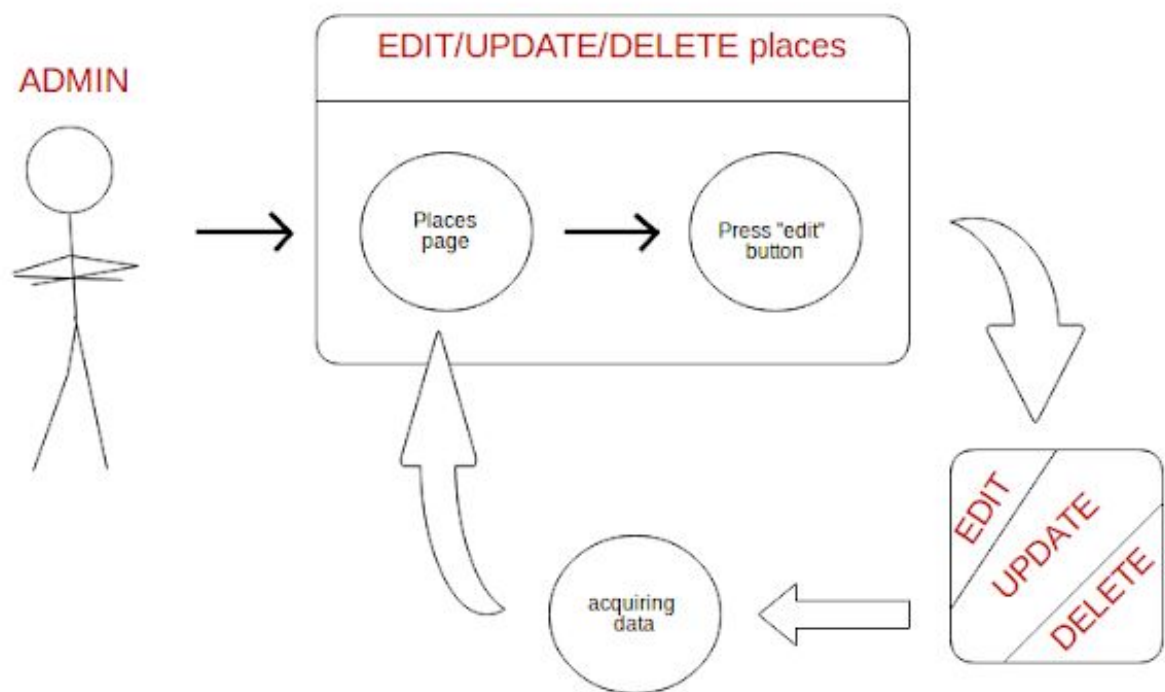 EDIT/UPDATE/DELETE places
ADMIN
Places
page
Press "edit"
button
EDIT
UPDATE
DELETE
acquiring
data